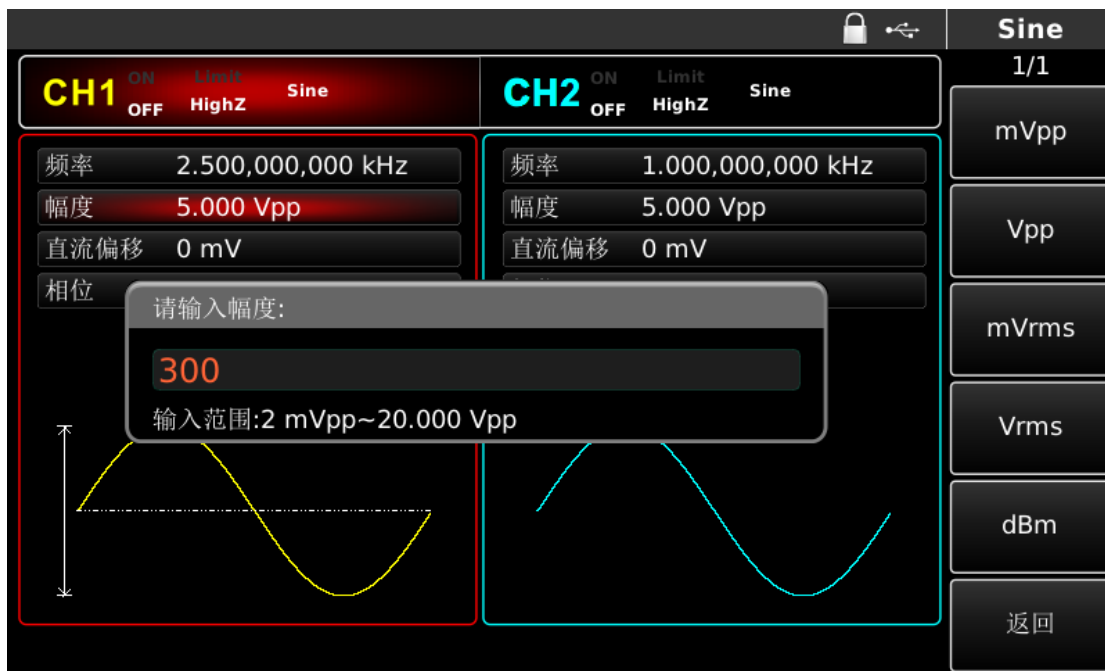 Sine
1/1
CH1 ON OFF Limit HighZ Sine
CH2 ON OFF Limit HighZ Sine
频率 2.500,000,000 kHz
幅度 5.000 Vpp
直流偏移 0 mV
相位
频率 1.000,000,000 kHz
幅度 5.000 Vpp
直流偏移 0 mV
请输入幅度:
300
输入范围:2 mVpp~20.000 Vpp
mVpp
Vpp
mVrms
Vrms
dBm
返回